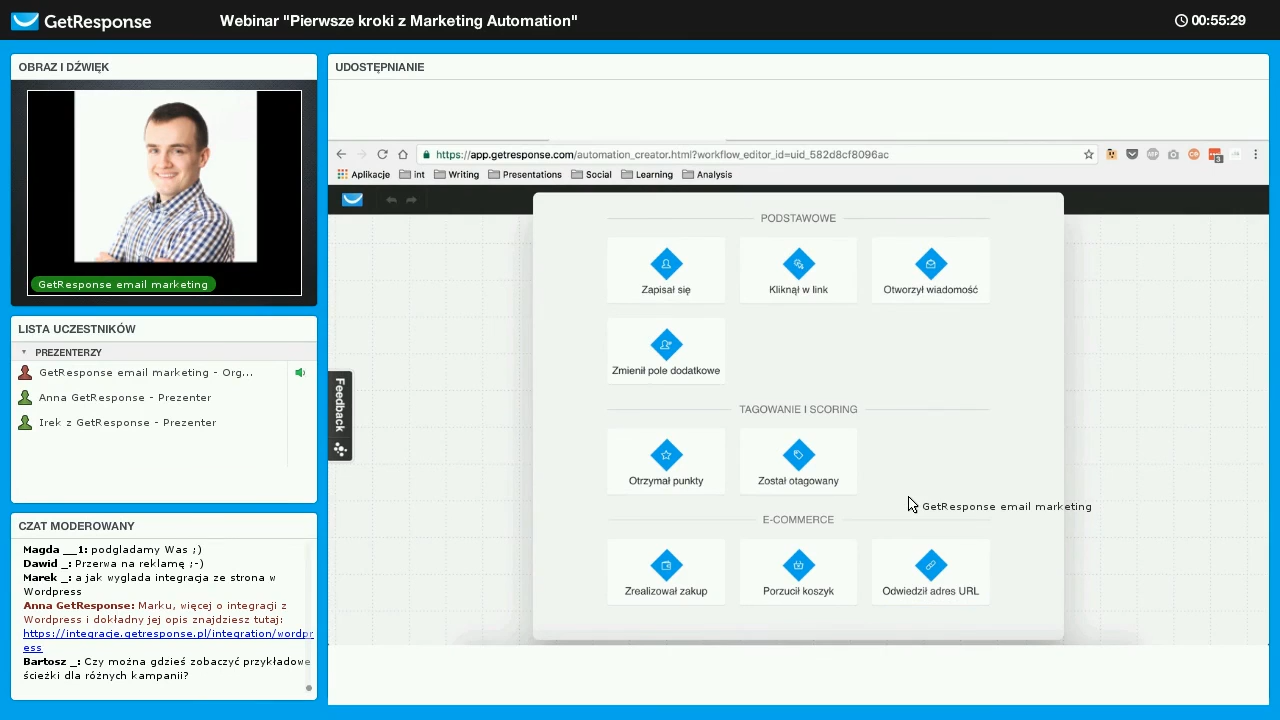 GetResponse
Webinar "Pierwsze kroki z Marketing Automation"
00:55:29
OBRAZ I DŹWIĘK
GetResponse email marketing
LISTA UCZESTNIKÓW
PREZENTERZY
GetResponse email marketing - Org...
Anna GetResponse - Prezenter
Irek z GetResponse - Prezenter
CZAT MODEROWANY
Magda __1: podgladamy Was ;)
Dawid _: Przerwa na reklamę ;-)
Marek _: a jak wyglada integracja ze strona w
Wordpress
Anna GetResponse: Marku, więcej o integracji z
Wordpress i dokładny jej opis znajdziesz tutaj:
https://integracje.getresponse.pl/integration/wordpr
ess
Bartosz _: Czy można gdzieś zobaczyć przykładowe
ścieżki dla różnych kampanii?
UDOSTĘPNIANIE
https://app.getresponse.com/automation_creator.html?workflow_editor_id=uid_582d8cf8096ac
Aplikacje int Writing Presentations Social Learning Analysis
Feedback
PODSTAWOWE
Zapisał się Kliknął w link Otworzył wiadomość
Zmienił pole dodatkowe
TAGOWANIE I SCORING
Otrzymał punkty Został otagowany
GetResponse email marketing
E-COMMERCE
Zrealizował zakup Porzucił koszyk Odwiedził adres URL